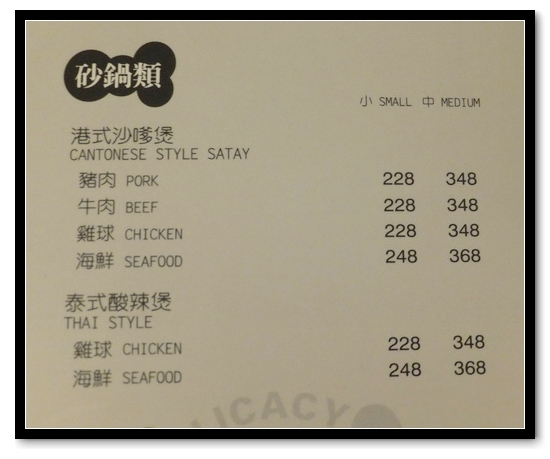 砂鍋類
小 SMALL 中 MEDIUM
港式沙嗲煲
CANTONESE STYLE SATAY
豬肉 PORK 228 348
牛肉 BEEF 228 348
雞球 CHICKEN 228 348
海鮮 SEAFOOD 248 368
泰式酸辣煲
THAI STYLE
雞球 CHICKEN 228 348
海鮮 SEAFOOD 248 368
LICACY